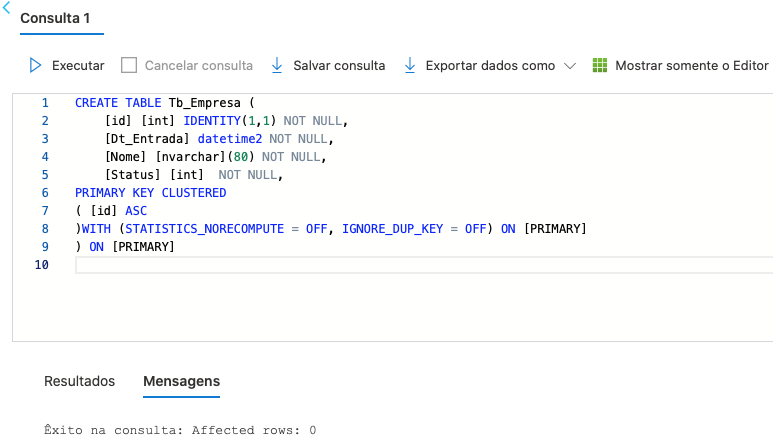 Consulta 1
Executar Cancelar consulta Salvar consulta Exportar dados como Mostrar somente o Editor
1 CREATE TABLE Tb_Empresa (
2 [id] [int] IDENTITY(1,1) NOT NULL,
3 [Dt_Entrada] datetime2 NOT NULL,
4 [Nome] [nvarchar](80) NOT NULL,
5 [Status] [int]  NOT NULL,
6 PRIMARY KEY CLUSTERED
7 ( [id] ASC
8 )WITH (STATISTICS_NORECOMPUTE = OFF, IGNORE_DUP_KEY = OFF) ON [PRIMARY]
9 ) ON [PRIMARY]
10
Resultados Mensagens
Êxito na consulta: Affected rows: 0